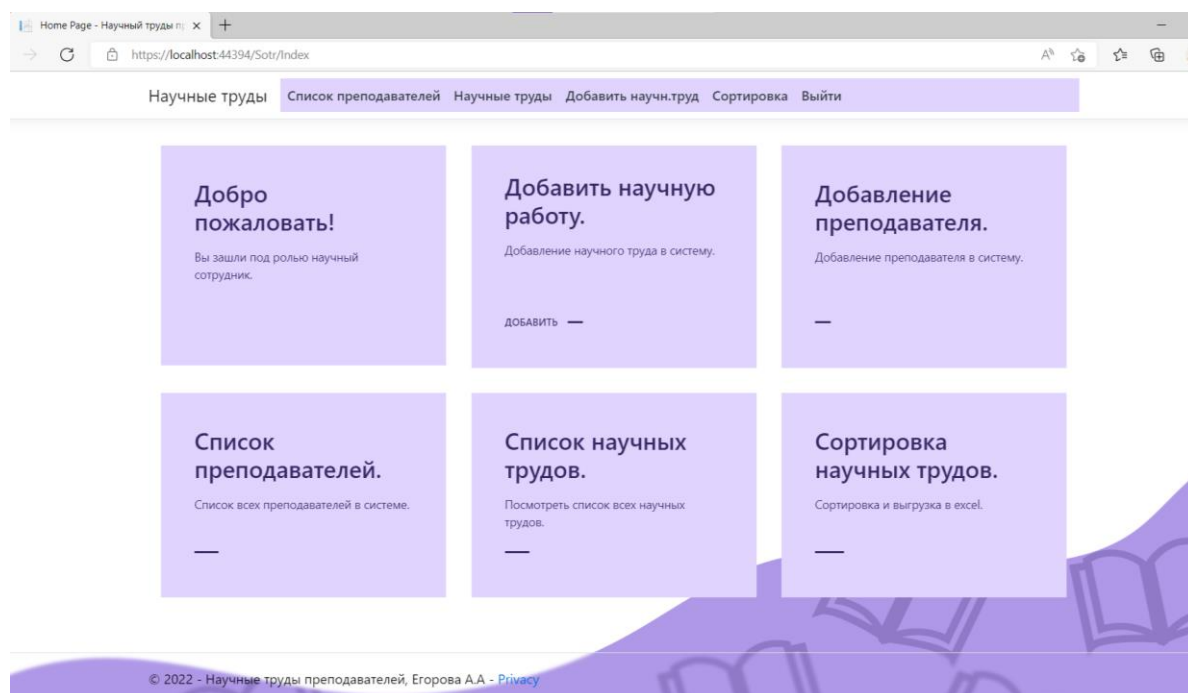 Home Page - Научный труды п
https://localhost:44394/Sotr/Index
Научные труды Список преподавателей Научные труды Добавить научн.труд Сортировка Выйти
Добро
пожаловать!
Вы зашли под ролью научный
сотрудник.
Добавить научную
работу.
Добавление научного труда в систему.
ДОБАВИТЬ —
Добавление
преподавателя.
Добавление преподавателя в систему.
—
Список
преподавателей.
Список всех преподавателей в системе.
—
Список научных
трудов.
Посмотреть список всех научных
трудов.
—
Сортировка
научных трудов.
Сортировка и выгрузка в excel.
—
© 2022 - Научные труды преподавателей, Егорова А.А - Privacy